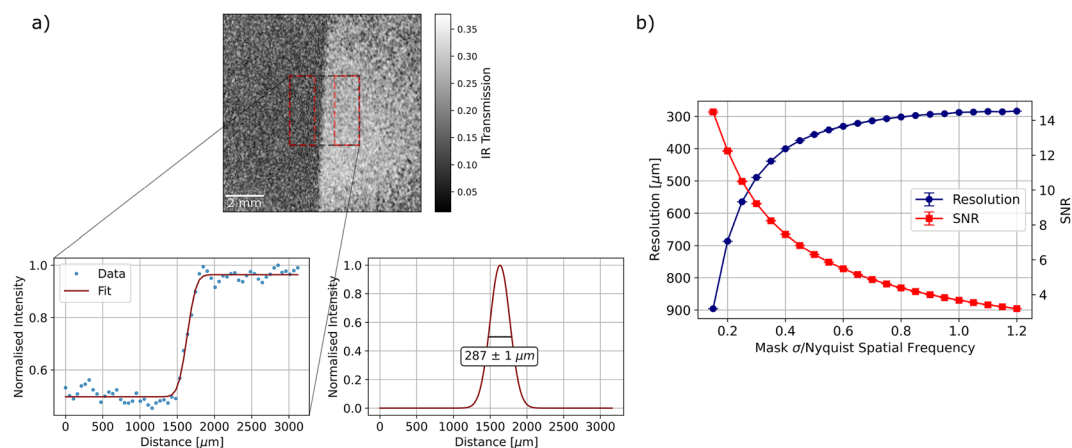 a)
0.35
0.30
0.25
0.20
0.15
0.10
0.05
IR Transmission
2 mm
1.0
0.8
0.6
Normalised Intensity
Data
Fit
0 500 1000 1500 2000 2500 3000
Distance [μm]
1.0
0.8
0.6
0.4
0.2
0.0
Normalised Intensity
287 ± 1 μm
0 500 1000 1500 2000 2500 3000
Distance [μm]
b)
300
400
500
600
700
800
900
Resolution [μm]
14
12
10
8
6
4
SNR
Resolution
SNR
0.2 0.4 0.6 0.8 1.0 1.2
Mask σ/Nyquist Spatial Frequency